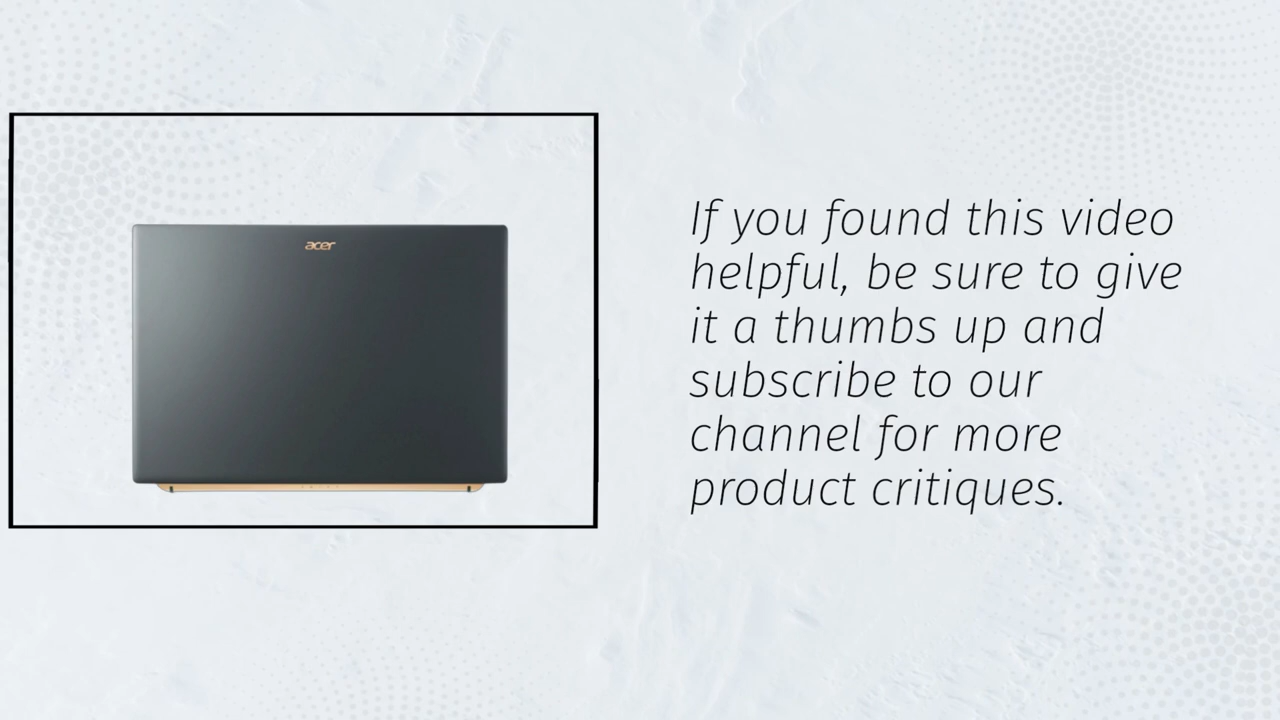 acer
If you found this video
helpful, be sure to give
it a thumbs up and
subscribe to our
channel for more
product critiques.